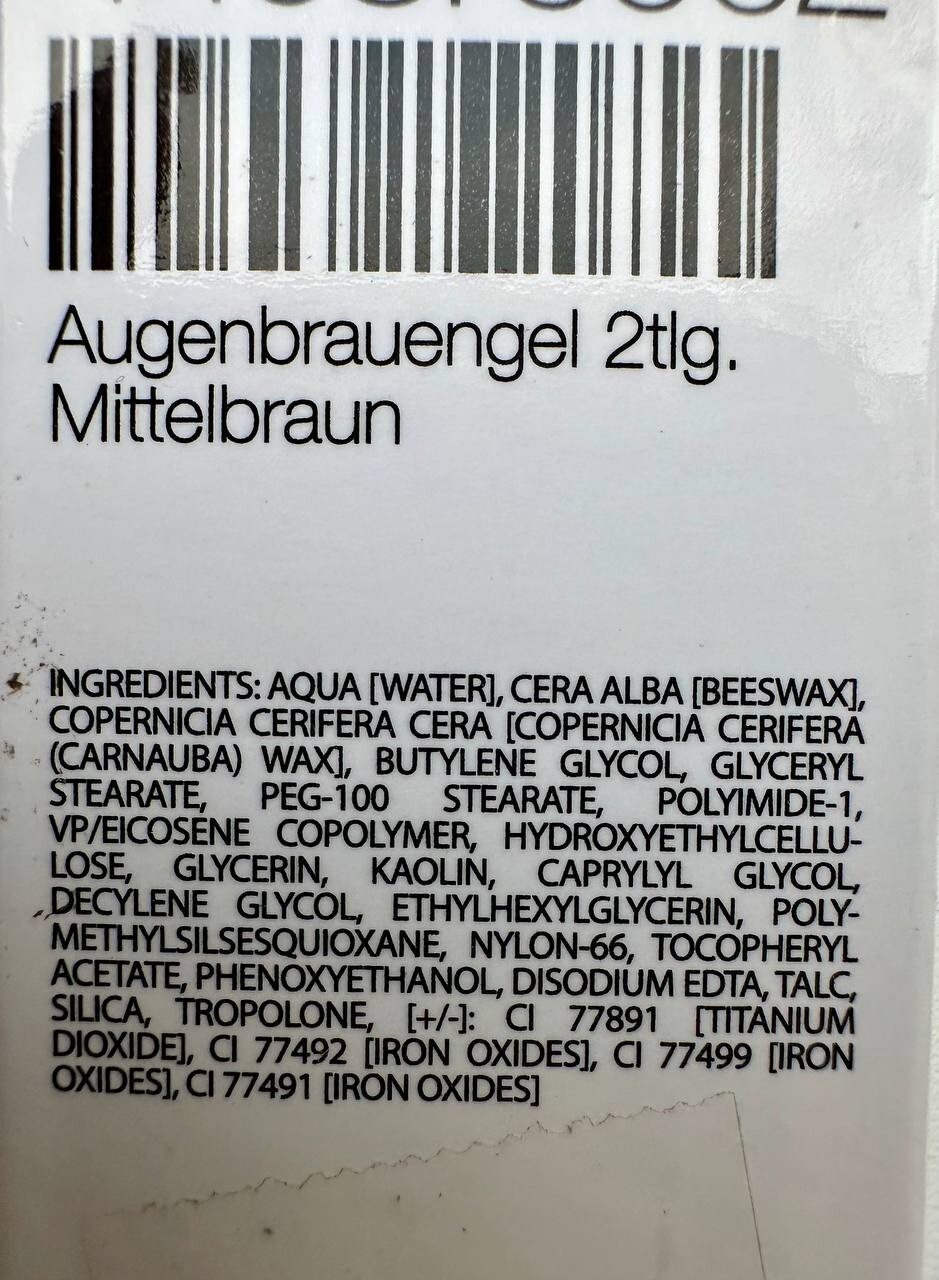 Augenbrauengel 2tlg.
Mittelbraun
INGREDIENTS: AQUA [WATER], CERA ALBA [BEESWAX],
COPERNICIA CERIFERA CERA [COPERNICIA CERIFERA
(CARNAUBA) WAX], BUTYLENE GLYCOL, GLYCERYL
STEARATE, PEG-100 STEARATE, POLYIMIDE-1,
VP/EICOSENE COPOLYMER, HYDROXYETHYLCELLU-
LOSE, GLYCERIN, KAOLIN, CAPRYLYL GLYCOL,
DECYLENE GLYCOL, ETHYLHEXYLGLYCERIN, POLY-
METHYLSILSESQUIOXANE, NYLON-66, TOCOPHERYL
ACETATE, PHENOXYETHANOL, DISODIUM EDTA, TALC,
SILICA, TROPOLONE, [+/-]: CI 77891 [TITANIUM
DIOXIDE], CI 77492 [IRON OXIDES], CI 77499 [IRON
OXIDES], CI 77491 [IRON OXIDES]